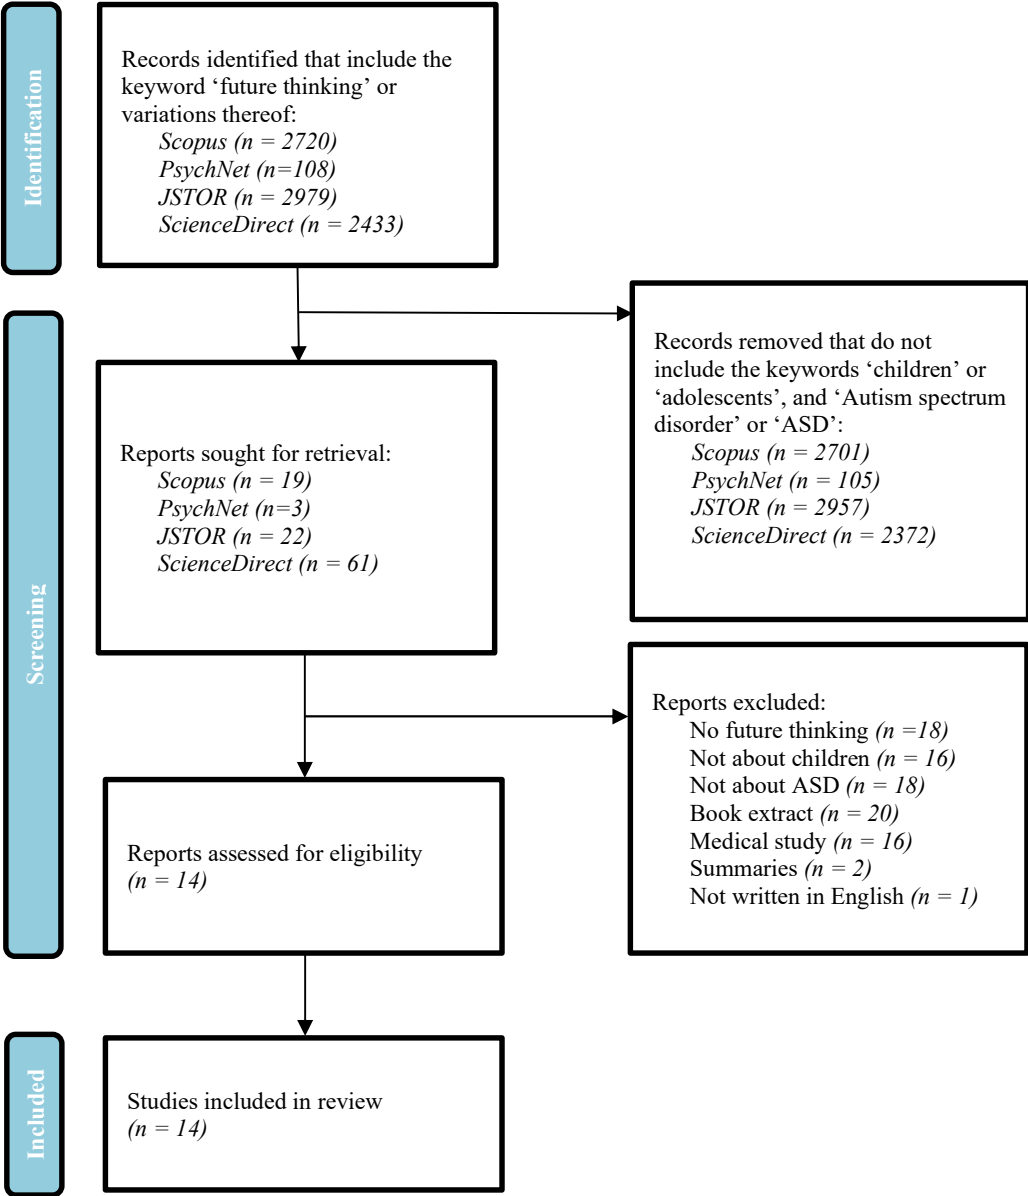 Identification
Records identified that include the
keyword ‘future thinking’ or
variations thereof:
Scopus (n = 2720)
PsychNet (n=108)
JSTOR (n = 2979)
ScienceDirect (n = 2433)
Records removed that do not
include the keywords ‘children’ or
‘adolescents’, and ‘Autism spectrum
disorder’ or ‘ASD’:
Scopus (n = 2701)
PsychNet (n = 105)
JSTOR (n = 2957)
ScienceDirect (n = 2372)
Screening
Reports sought for retrieval:
Scopus (n = 19)
PsychNet (n=3)
JSTOR (n = 22)
ScienceDirect (n = 61)
Reports excluded:
No future thinking (n =18)
Not about children (n = 16)
Not about ASD (n = 18)
Book extract (n = 20)
Medical study (n = 16)
Summaries (n = 2)
Not written in English (n = 1)
Reports assessed for eligibility
(n = 14)
Included
Studies included in review
(n = 14)